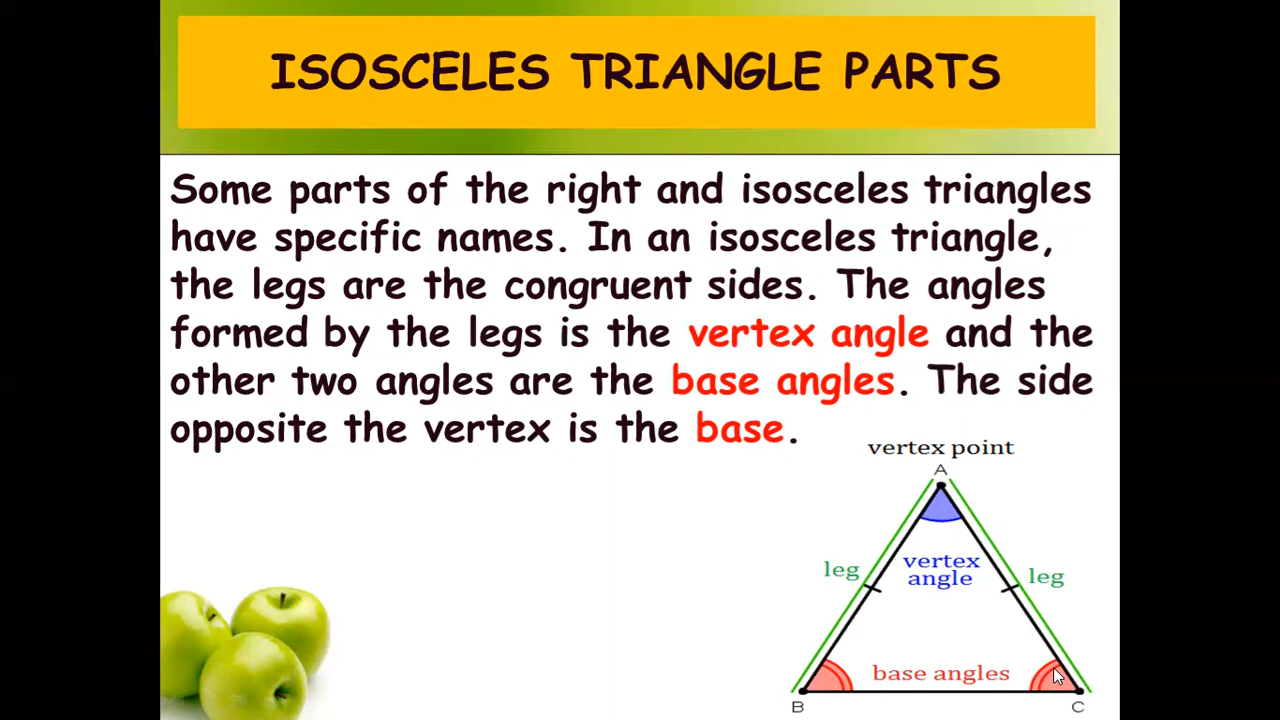 ISOSCELES TRIANGLE PARTS
Some parts of the right and isosceles triangles
have specific names. In an isosceles triangle,
the legs are the congruent sides. The angles
formed by the legs is the vertex angle and the
other two angles are the base angles. The side
opposite the vertex is the base.
vertex point
A
vertex
angle
leg
leg
base angles
B
C